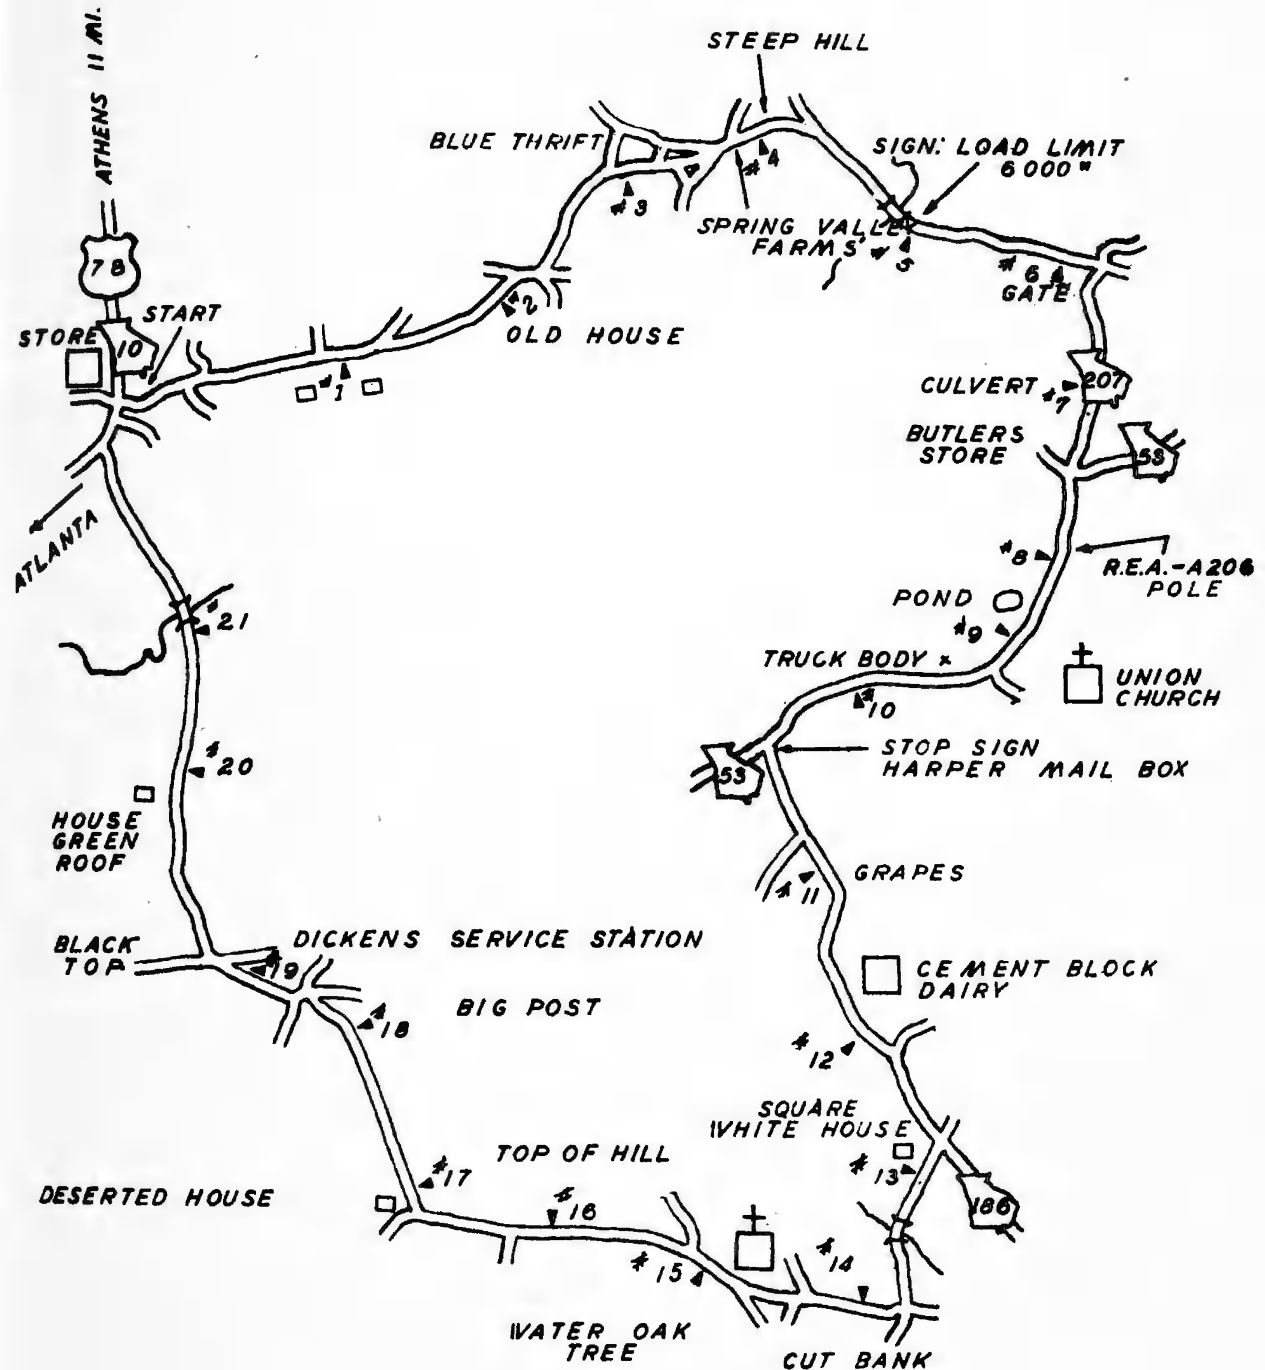 ATHENS 11 MI.
78
STORE
10
START
#1
#2
OLD HOUSE
BLUE THRIFT
#3
STEEP HILL
#4
SPRING VALLEY
FARMS
SIGN: LOAD LIMIT
6000#
#5
#6
GATE
207
CULVERT
#7
BUTLERS
STORE
53
#8
R.E.A.-A206
POLE
POND
#9
UNION
CHURCH
TRUCK BODY x
#10
STOP SIGN
HARPER MAIL BOX
53
#11
GRAPES
CEMENT BLOCK
DAIRY
#12
SQUARE
WHITE HOUSE
#13
186
#14
CUT BANK
#15
WATER OAK
TREE
#16
TOP OF HILL
#17
DESERTED HOUSE
#18
BIG POST
#19
DICKENS SERVICE STATION
BLACK
TOP
HOUSE
GREEN
ROOF
#20
#21
ATLANTA